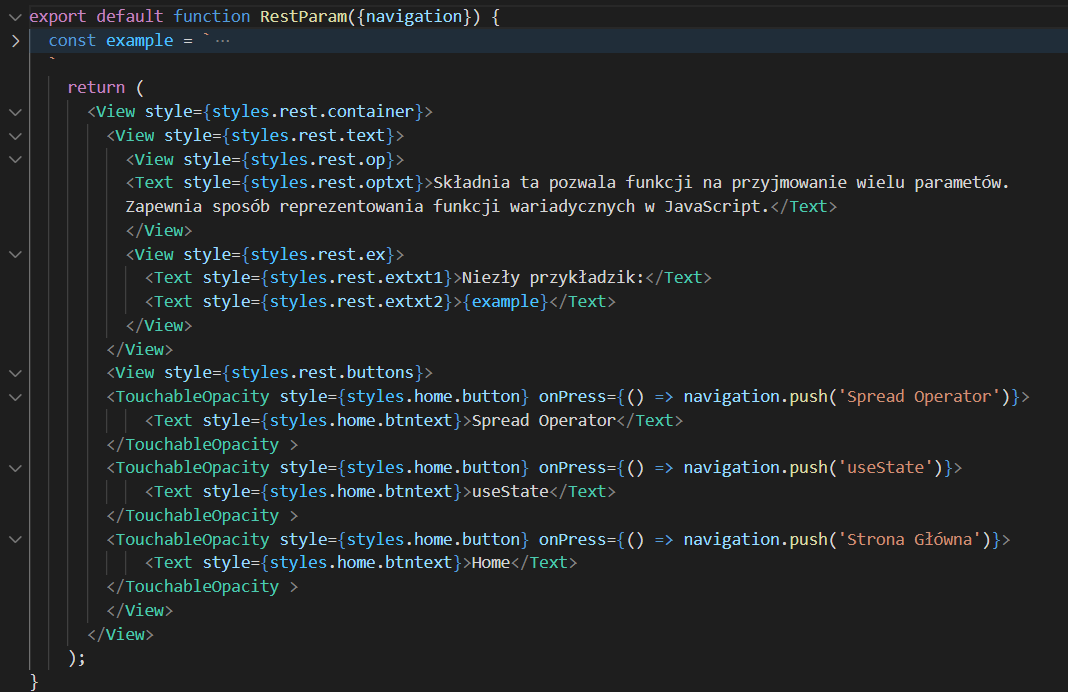 export default function RestParam({navigation}) {
const example = ` ⋯
`
return (
<View style={styles.rest.container}>
<View style={styles.rest.text}>
<View style={styles.rest.op}>
<Text style={styles.rest.optxt}>Składnia ta pozwala funkcji na przyjmowanie wielu parametów.
Zapewnia sposób reprezentowania funkcji wariadycznych w JavaScript.</Text>
</View>
<View style={styles.rest.ex}>
<Text style={styles.rest.extxt1}>Niezły przykładzik:</Text>
<Text style={styles.rest.extxt2}>{example}</Text>
</View>
</View>
<View style={styles.rest.buttons}>
<TouchableOpacity style={styles.home.button} onPress={() => navigation.push('Spread Operator')}>
<Text style={styles.home.btntext}>Spread Operator</Text>
</TouchableOpacity >
<TouchableOpacity style={styles.home.button} onPress={() => navigation.push('useState')}>
<Text style={styles.home.btntext}>useState</Text>
</TouchableOpacity >
<TouchableOpacity style={styles.home.button} onPress={() => navigation.push('Strona Główna')}>
<Text style={styles.home.btntext}>Home</Text>
</TouchableOpacity >
</View>
</View>
);
}